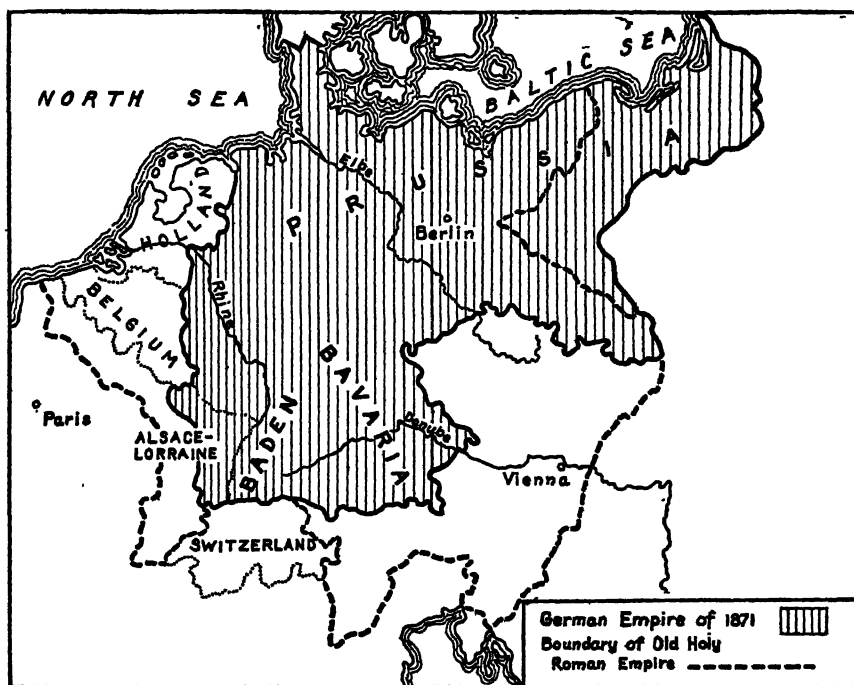 NORTH SEA
BALTIC SEA
PRUSSIA
Elbe
Berlin
HOLLAND
Rhine
BELGIUM
BAVARIA
Paris
ALSACE-
LORRAINE
BADEN
Danube
Vienna
SWITZERLAND
German Empire of 1871
Boundary of Old Holy
Roman Empire